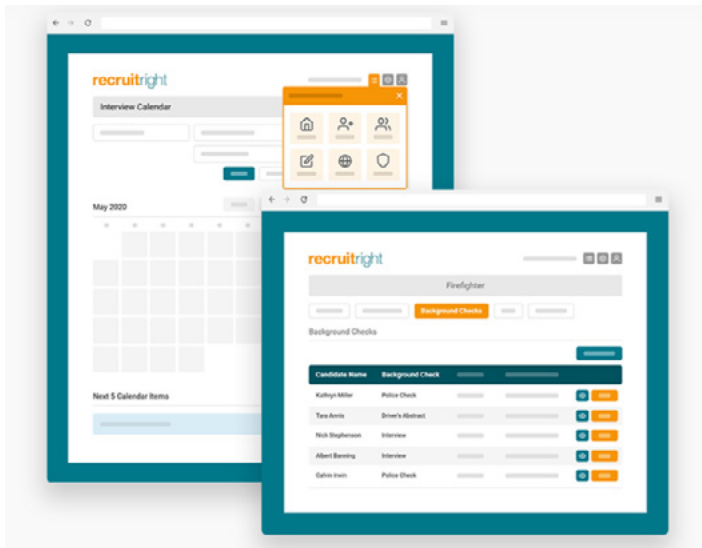 recruitright
Interview Calendar
May 2020
Next 5 Calendar Items
recruitright
Firefighter
Background Checks
Background Checks
Candidate Name Background Check
Kathryn Miller Police Check
Tara Annis Driver's Abstract
Nick Stephenson Interview
Albert Banning Interview
Calvin Irwin Police Check